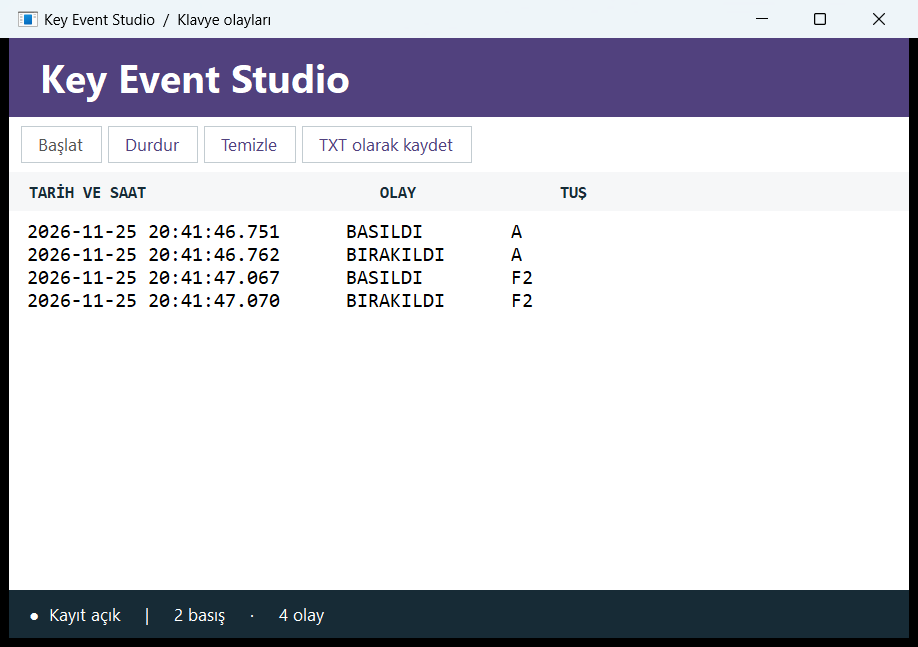 Key Event Studio / Klavye olayları
Key Event Studio
Başlat Durdur Temizle TXT olarak kaydet
TARİH VE SAAT OLAY TUŞ
2026-11-25 20:41:46.751 BASILDI A
2026-11-25 20:41:46.762 BIRAKILDI A
2026-11-25 20:41:47.067 BASILDI F2
2026-11-25 20:41:47.070 BIRAKILDI F2
● Kayıt açık | 2 basış · 4 olay